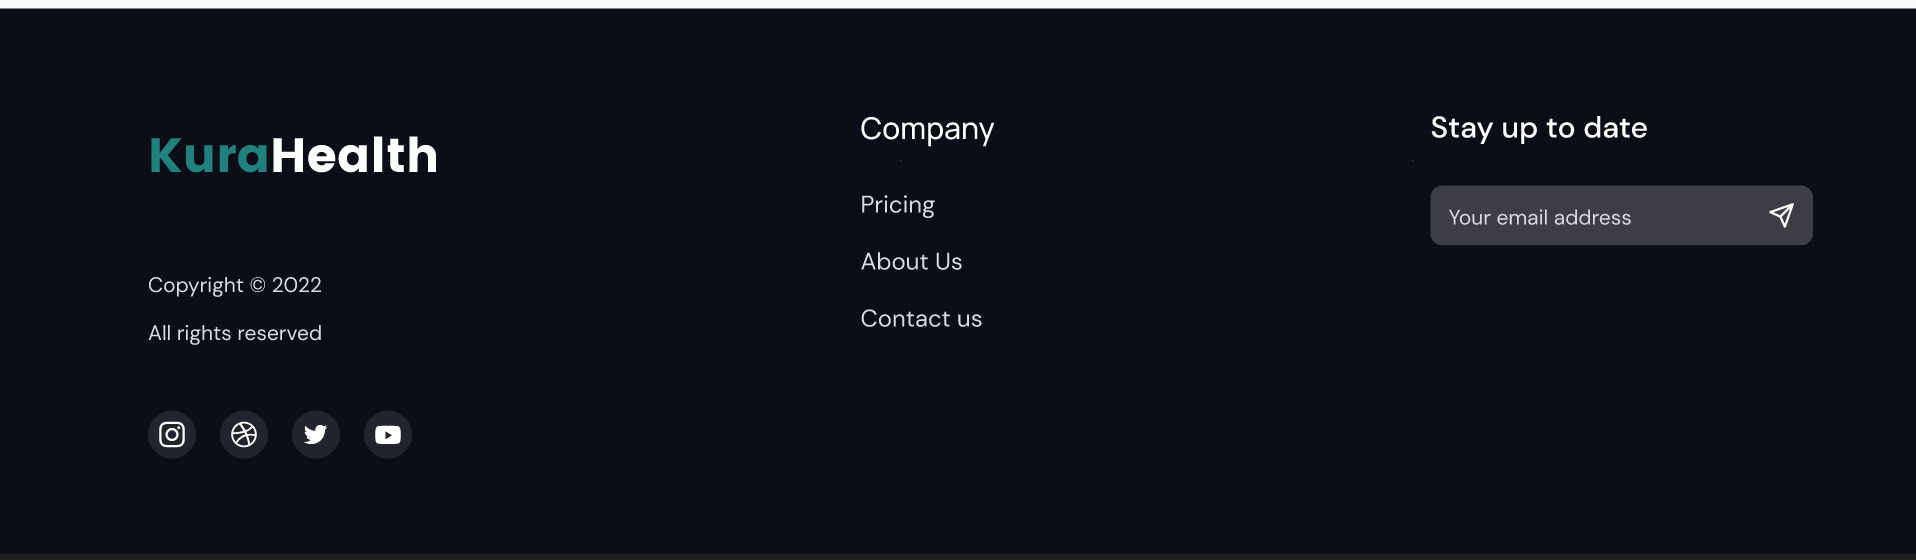 KuraHealth
Copyright © 2022
All rights reserved
Company
Pricing
About Us
Contact us
Stay up to date
Your email address